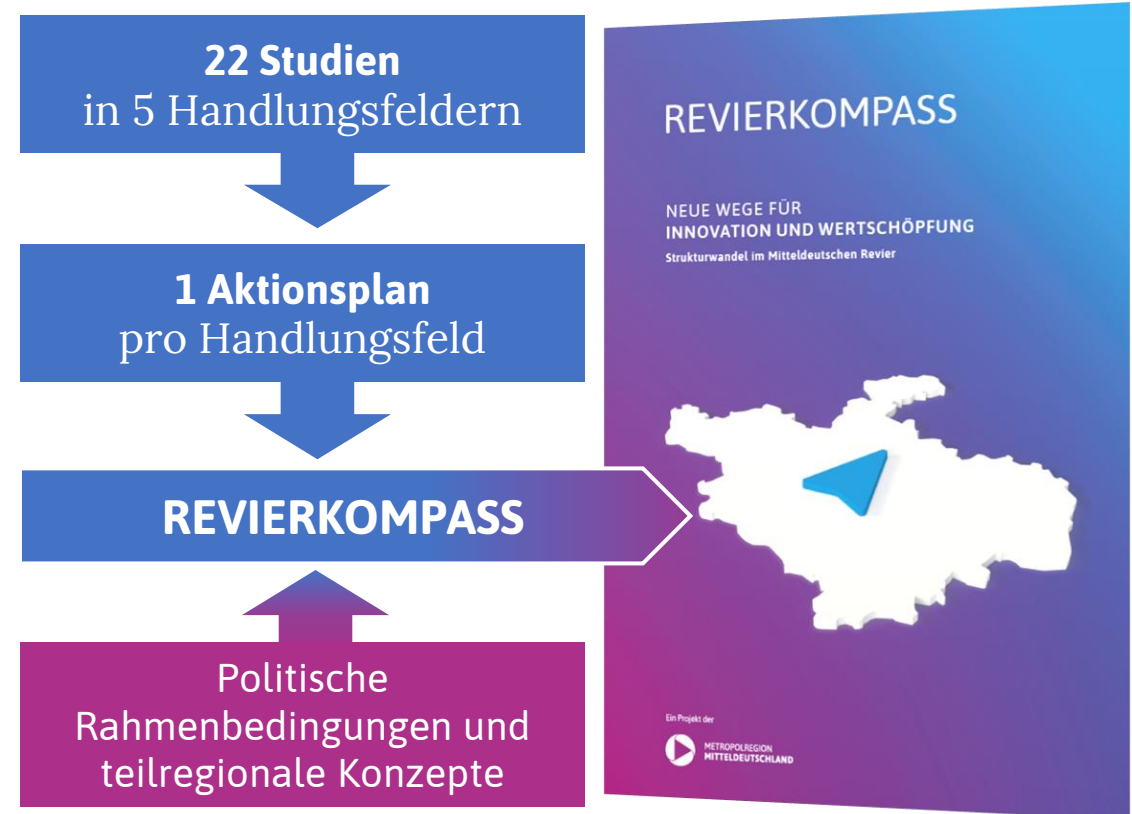 22 Studien
in 5 Handlungsfeldern
1 Aktionsplan
pro Handlungsfeld
REVIERKOMPASS
Politische
Rahmenbedingungen und
teilregionale Konzepte
REVIERKOMPASS
NEUE WEGE FÜR
INNOVATION UND WERTSCHÖPFUNG
Strukturwandel im Mitteldeutschen Revier
Ein Projekt der
METROPOLREGION
MITTELDEUTSCHLAND